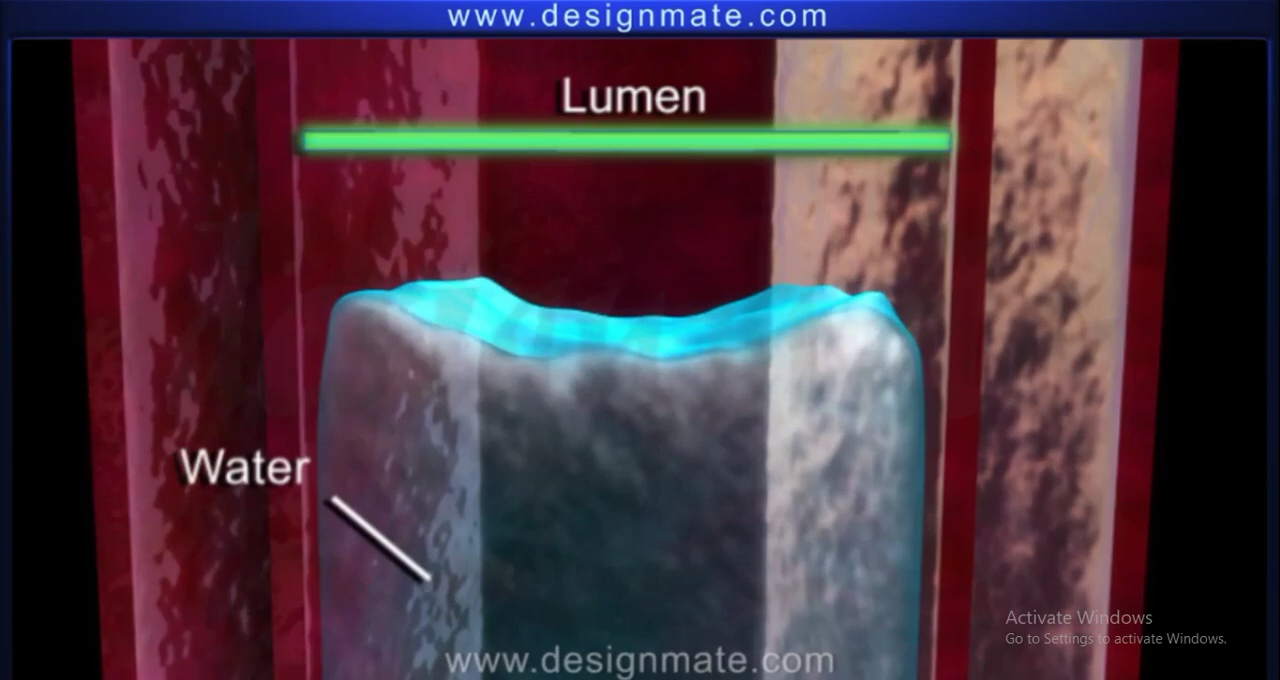 www.designmate.com
Lumen
Water
Activate Windows
Go to Settings to activate Windows.
www.designmate.com